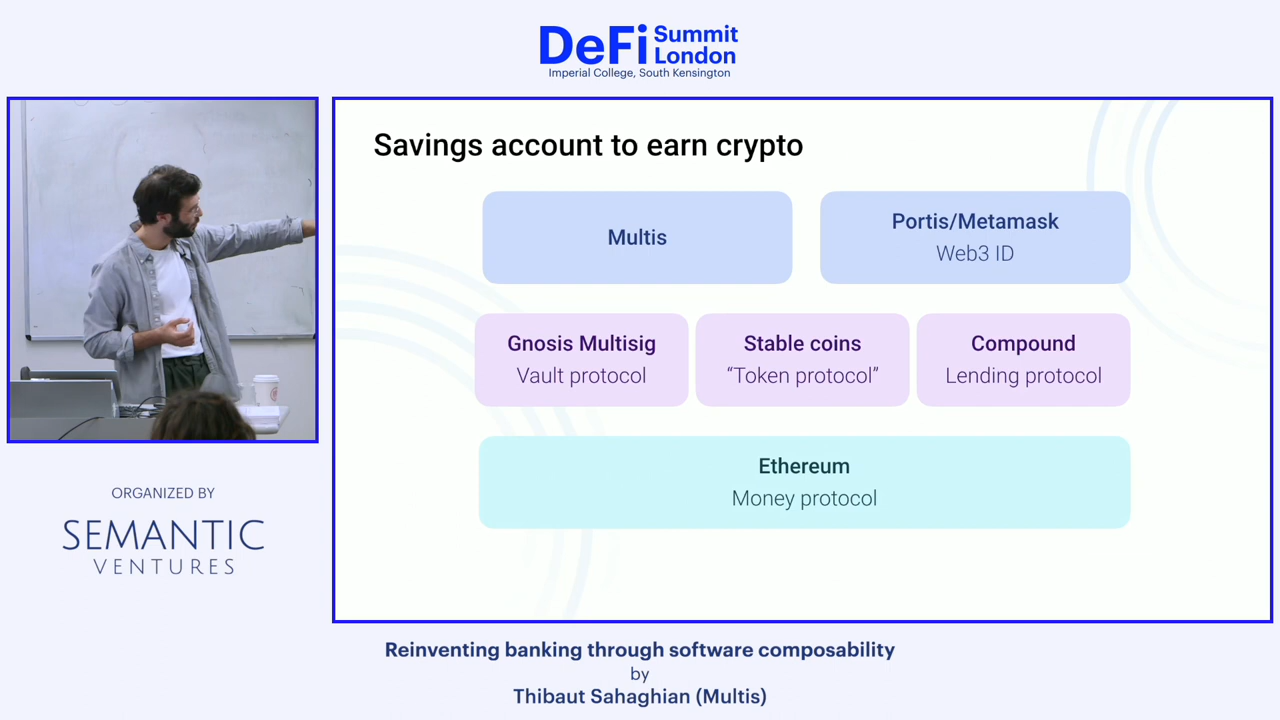 DeFi Summit London
Imperial College, South Kensington
Savings account to earn crypto
Multis
Portis/Metamask
Web3 ID
Gnosis Multisig
Vault protocol
Stable coins
“Token protocol”
Compound
Lending protocol
Ethereum
Money protocol
ORGANIZED BY
SEMANTIC
VENTURES
Reinventing banking through software composability
by
Thibaut Sahaghian (Multis)